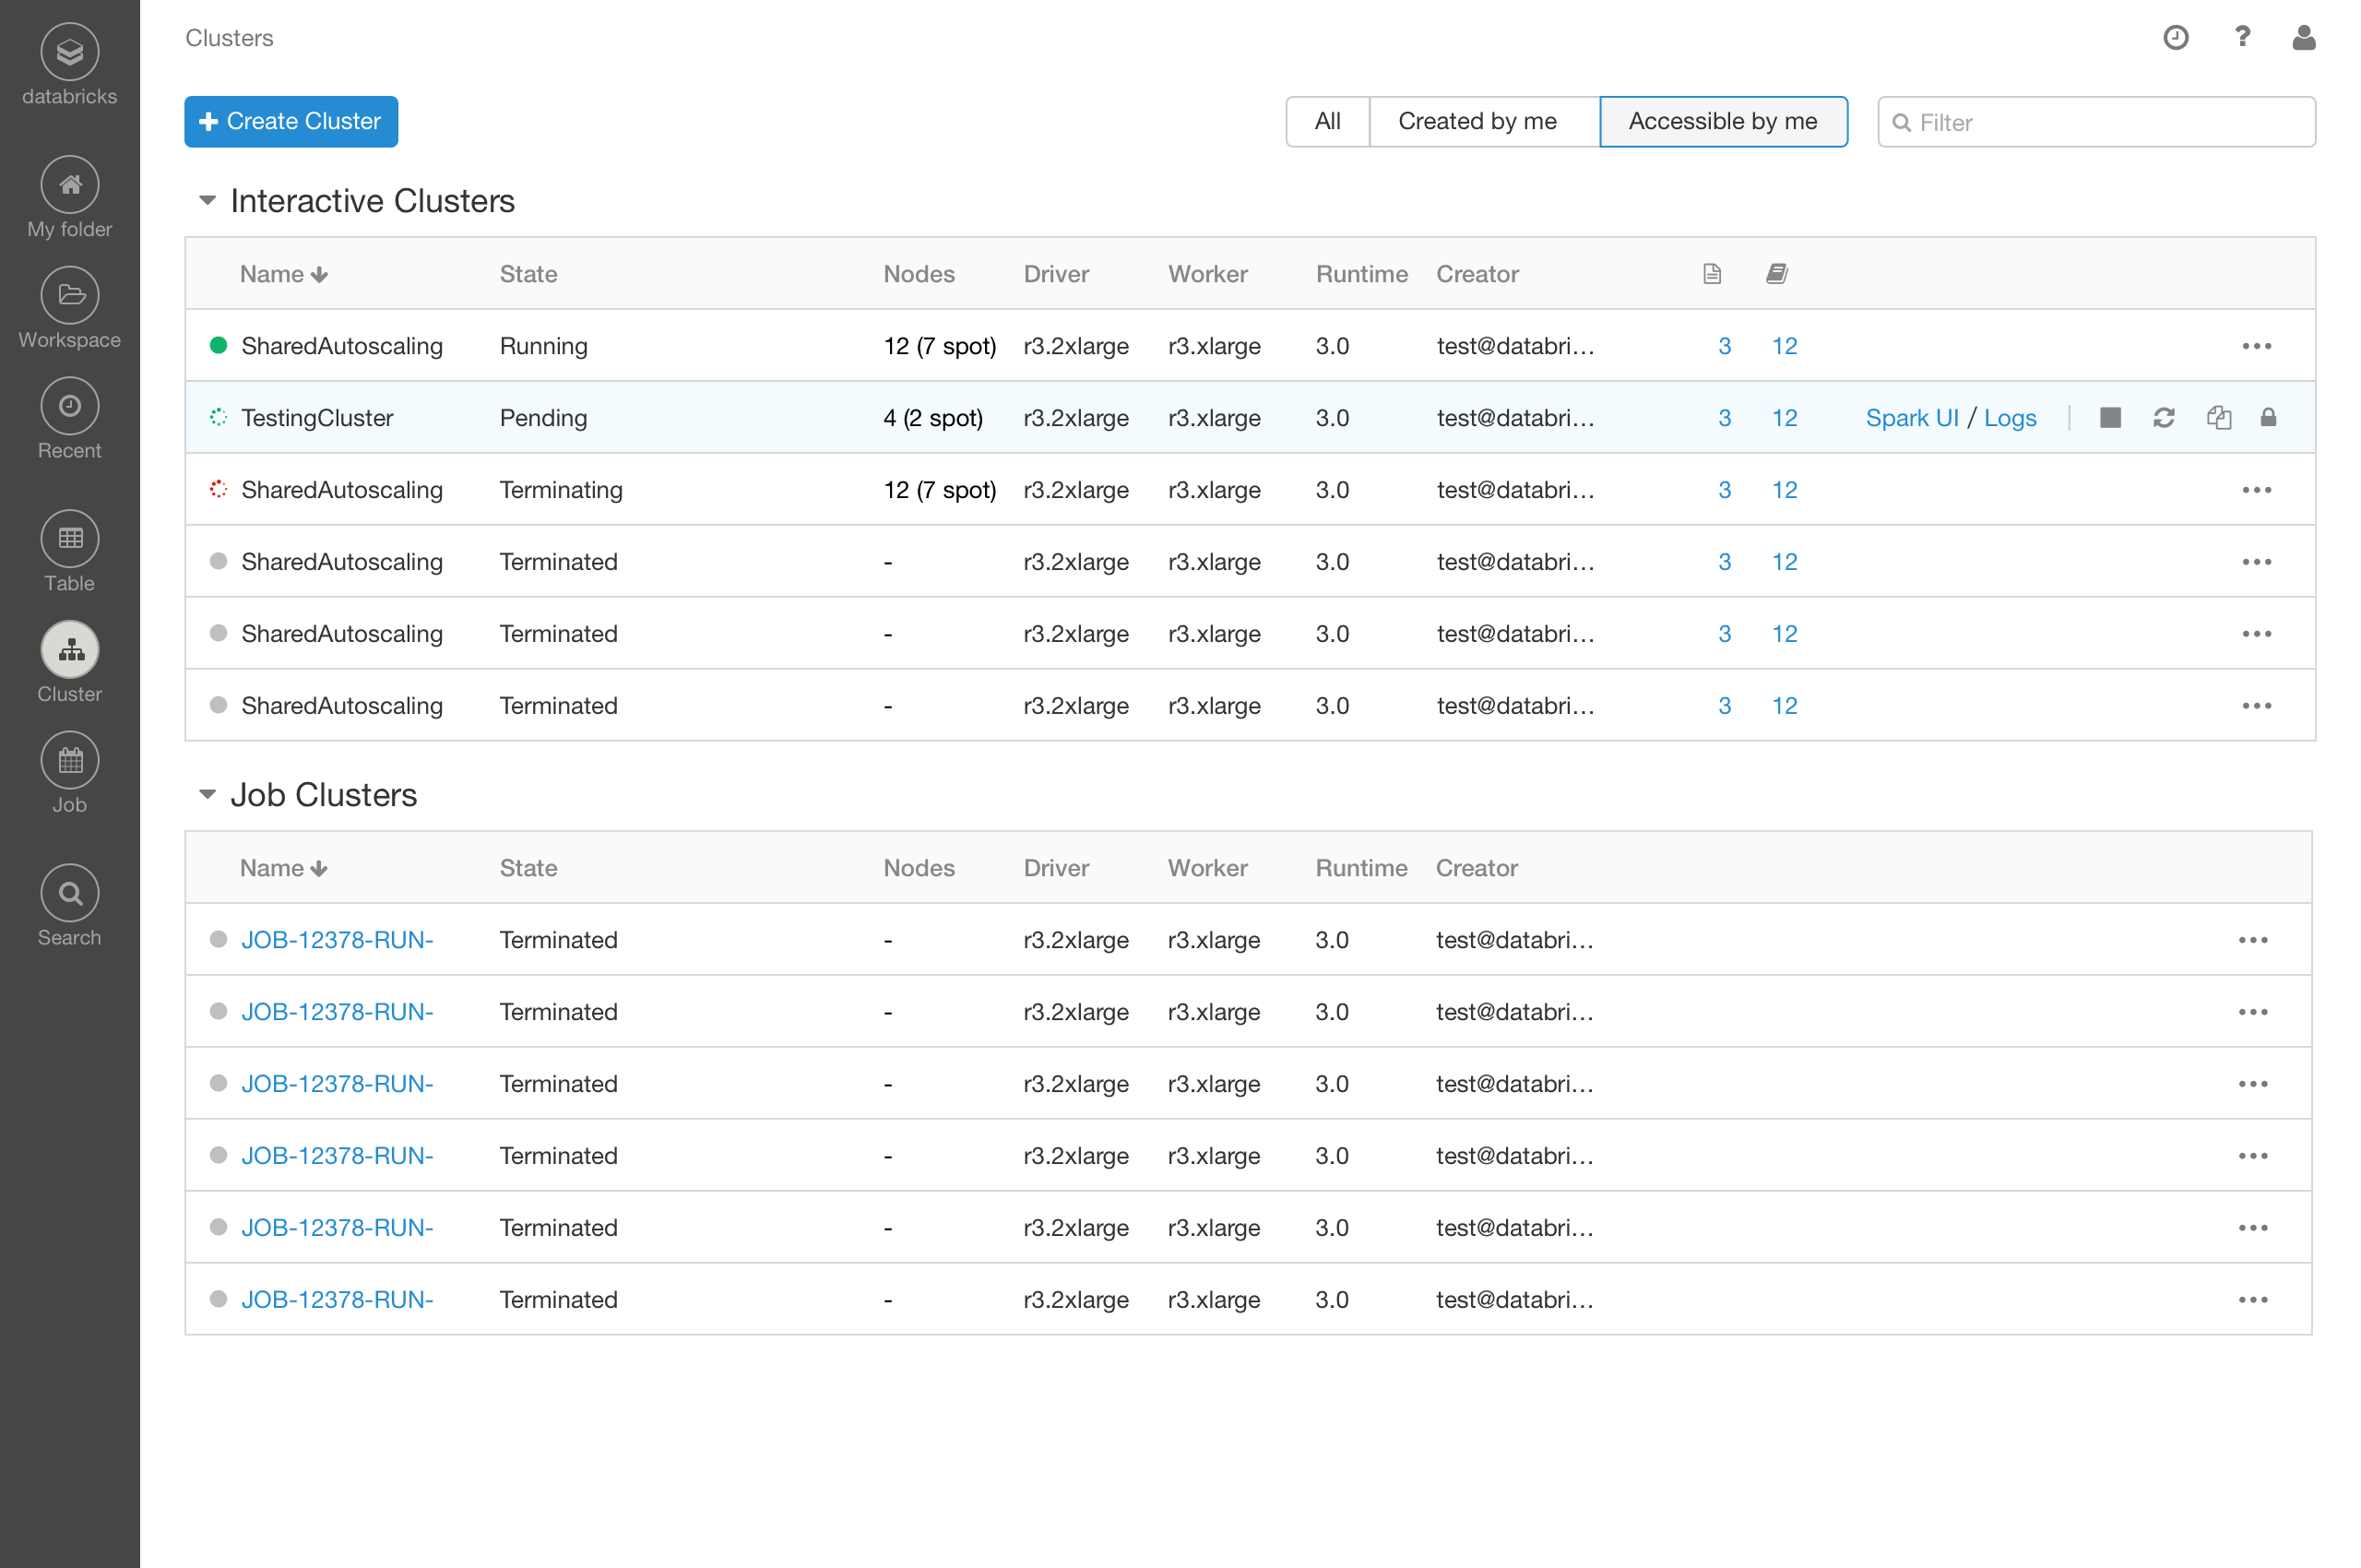 databricks
My folder
Workspace
Recent
Table
Cluster
Job
Search
Clusters
?
Create Cluster
All Created by me Accessible by me Filter
Interactive Clusters
Name State Nodes Driver Worker Runtime Creator
SharedAutoscaling Running 12 (7 spot) r3.2xlarge r3.xlarge 3.0 test@databri... 3 12
TestingCluster Pending 4 (2 spot) r3.2xlarge r3.xlarge 3.0 test@databri... 3 12 Spark UI / Logs
SharedAutoscaling Terminating 12 (7 spot) r3.2xlarge r3.xlarge 3.0 test@databri... 3 12
SharedAutoscaling Terminated - r3.2xlarge r3.xlarge 3.0 test@databri... 3 12
SharedAutoscaling Terminated - r3.2xlarge r3.xlarge 3.0 test@databri... 3 12
SharedAutoscaling Terminated - r3.2xlarge r3.xlarge 3.0 test@databri... 3 12
Job Clusters
Name State Nodes Driver Worker Runtime Creator
JOB-12378-RUN- Terminated - r3.2xlarge r3.xlarge 3.0 test@databri...
JOB-12378-RUN- Terminated - r3.2xlarge r3.xlarge 3.0 test@databri...
JOB-12378-RUN- Terminated - r3.2xlarge r3.xlarge 3.0 test@databri...
JOB-12378-RUN- Terminated - r3.2xlarge r3.xlarge 3.0 test@databri...
JOB-12378-RUN- Terminated - r3.2xlarge r3.xlarge 3.0 test@databri...
JOB-12378-RUN- Terminated - r3.2xlarge r3.xlarge 3.0 test@databri...